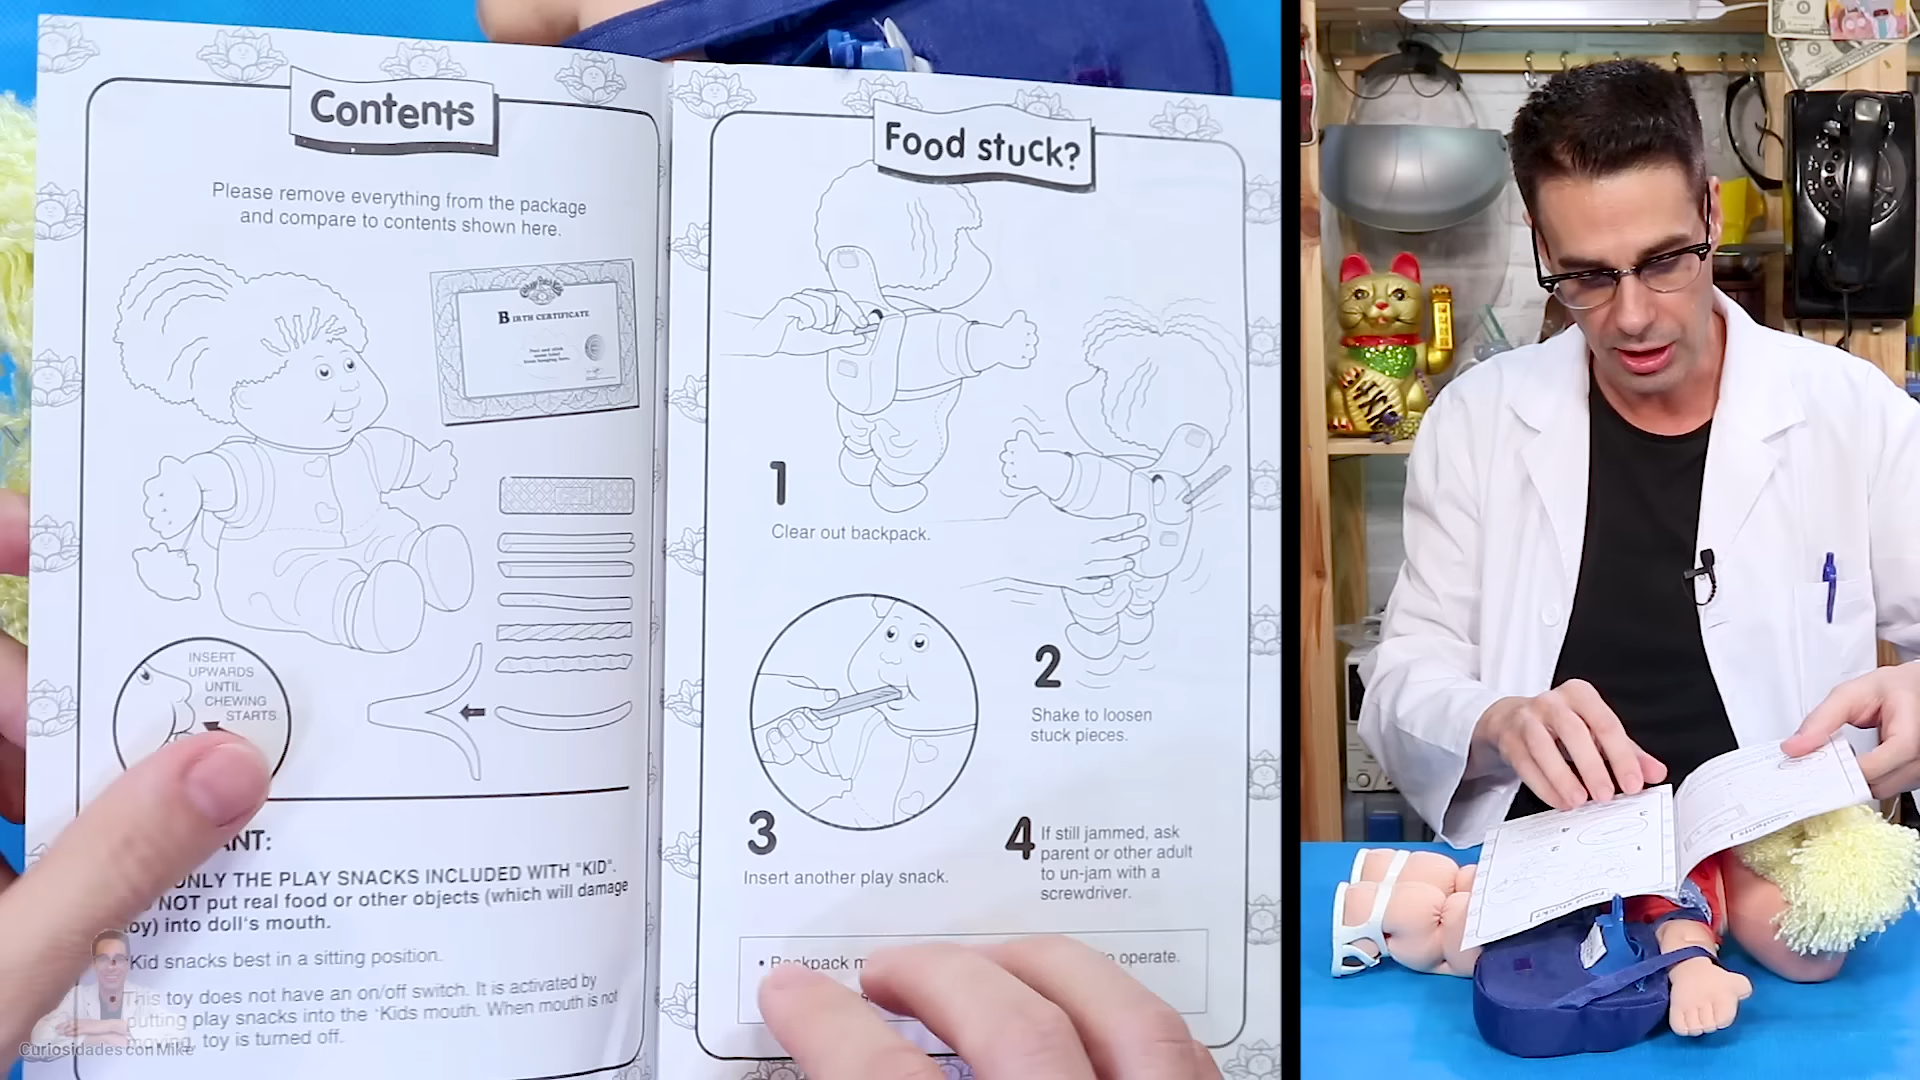 Contents
Please remove everything from the package
and compare to contents shown here.
BIRTH CERTIFICATE
INSERT
UPWARDS
UNTIL
CHEWING
STARTS
ANT:
ONLY THE PLAY SNACKS INCLUDED WITH "KID".
NOT put real food or other objects (which will damage
toy) into doll's mouth.
'Kid snacks best in a sitting position.
This toy does not have an on/off switch. It is activated by
putting play snacks into the 'Kids mouth. When mouth is not
moving, toy is turned off.
Food stuck?
1
Clear out backpack.
2
Shake to loosen
stuck pieces.
3
Insert another play snack.
4
If still jammed, ask
parent or other adult
to un-jam with a
screwdriver.
• Backpack operate.
Curiosidades con Mike